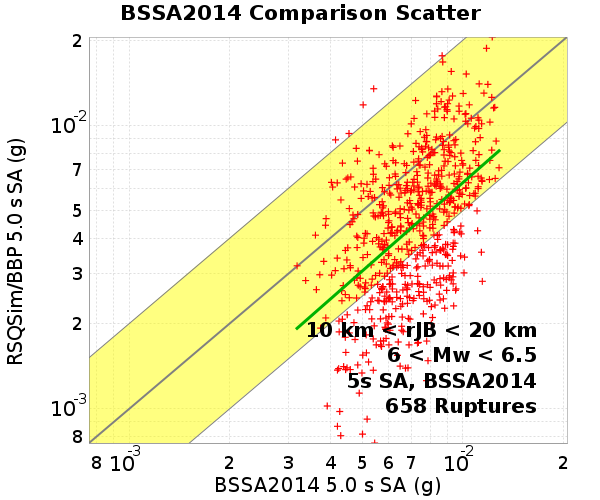 BSSA2014 Comparison Scatter
RSQSim/BBP 5.0 s SA (g)
2
10-2
7
5
4
3
2
10-3
8
10 km < rJB < 20 km
6 < Mw < 6.5
5s SA, BSSA2014
658 Ruptures
8 10-3 2 3 4 5 6 7 10-2 2
BSSA2014 5.0 s SA (g)